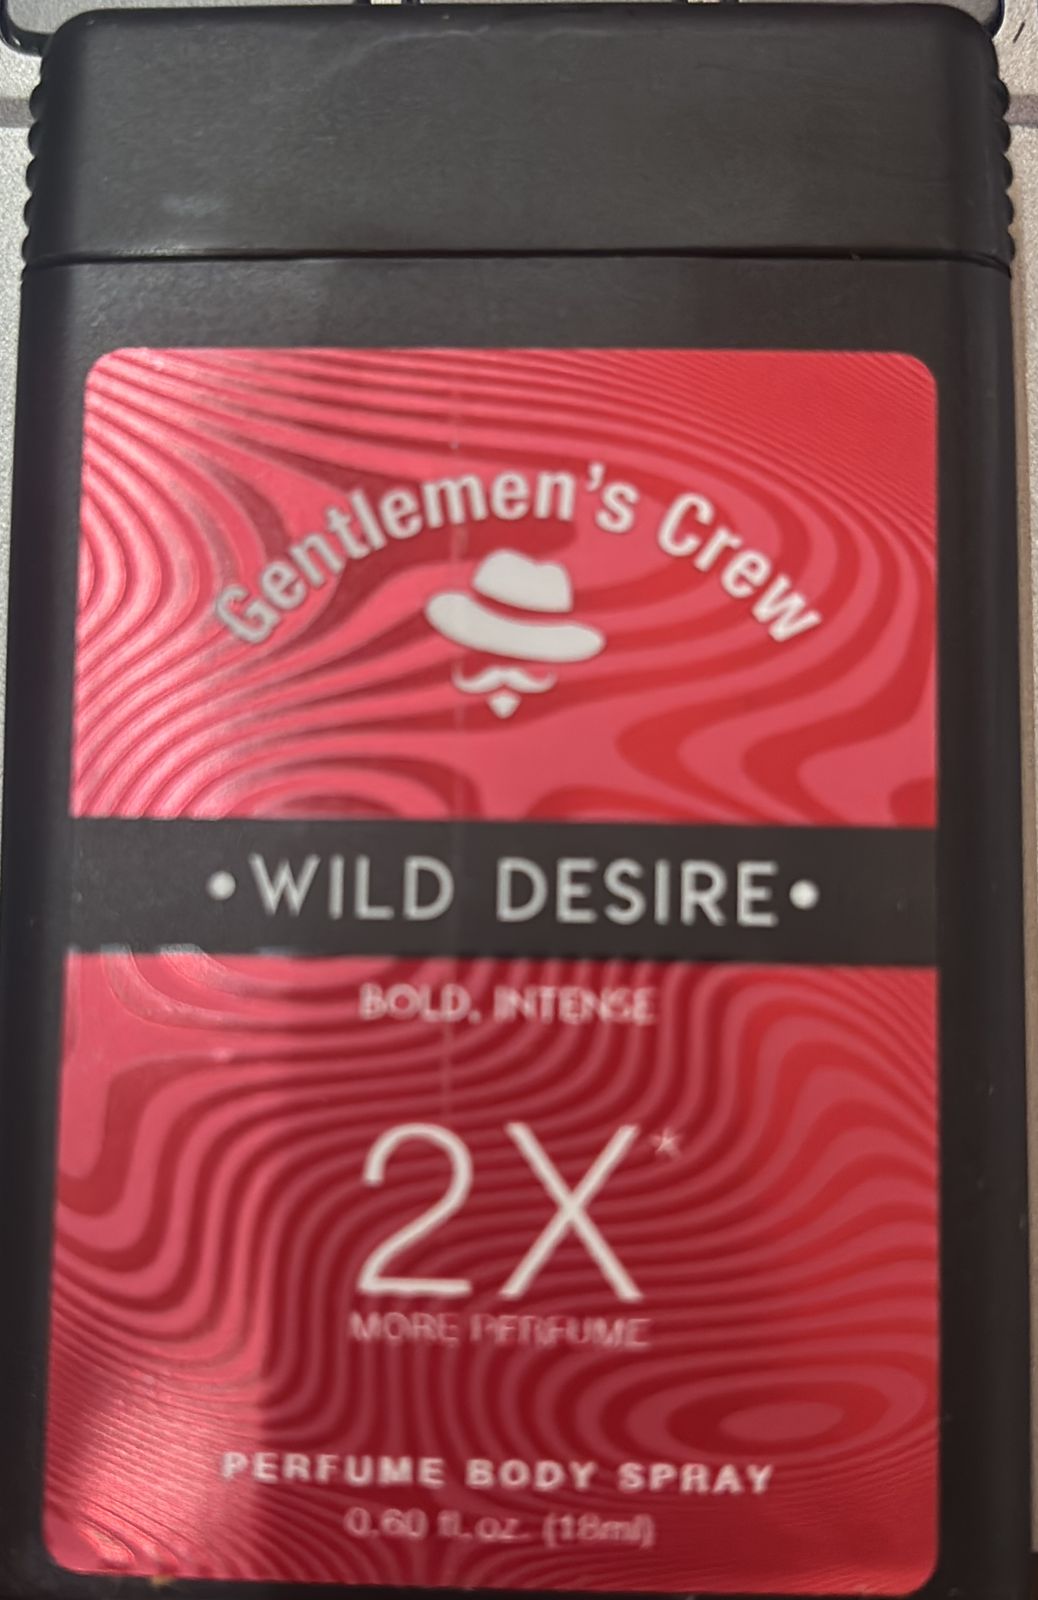 Gentlemen's Crew
•WILD DESIRE•
BOLD, INTENSE
2X*
MORE PERFUME
PERFUME BODY SPRAY
0.60 fl. oz. (18ml)